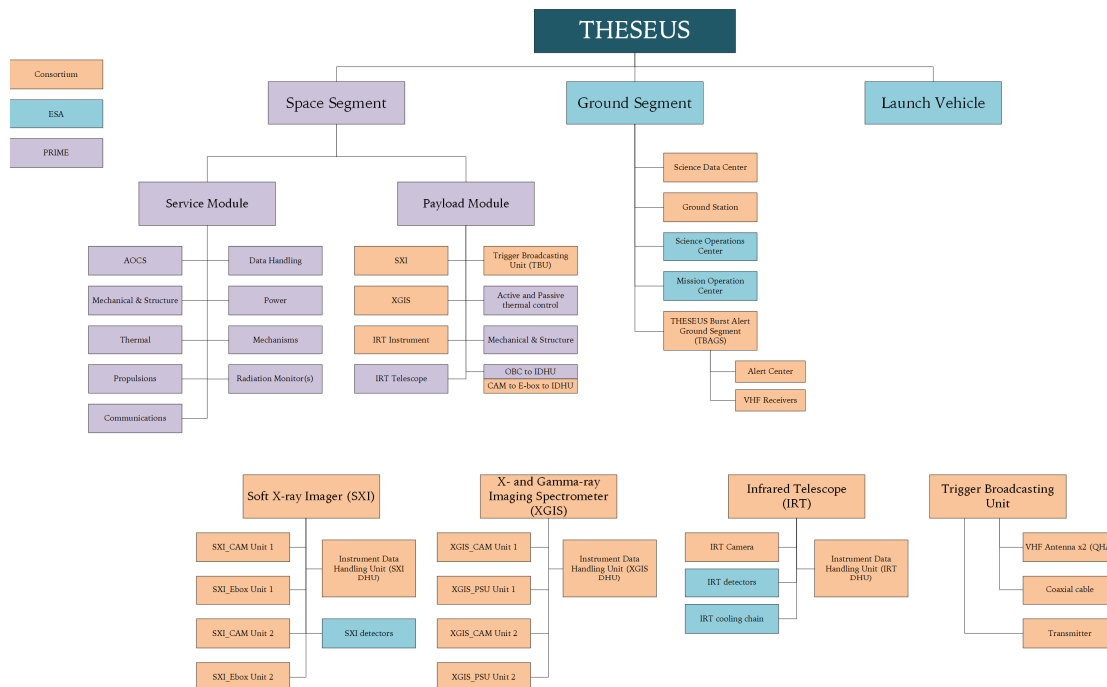 THESEUS
Consortium
ESA
PRIME
Space Segment
Ground Segment
Launch Vehicle
Service Module
Payload Module
AOCS
Data Handling
Mechanical & Structure
Power
Thermal
Mechanisms
Propulsions
Radiation Monitor(s)
Communications
SXI
Trigger Broadcasting
Unit (TBU)
XGIS
Active and Passive
thermal control
IRT Instrument
Mechanical & Structure
IRT Telescope
OBC to IDHU
CAM to E-box to IDHU
Science Data Center
Ground Station
Science Operations
Center
Mission Operation
Center
THESEUS Burst Alert
Ground Segment
(TBAGS)
Alert Center
VHF Receivers
Soft X-ray Imager (SXI)
SXI_CAM Unit 1
Instrument Data
Handling Unit (SXI
DHU)
SXI_Ebox Unit 1
SXI_CAM Unit 2
SXI detectors
SXI_Ebox Unit 2
X- and Gamma-ray
Imaging Spectrometer
(XGIS)
XGIS_CAM Unit 1
Instrument Data
Handling Unit (XGIS
DHU)
XGIS_PSU Unit 1
XGIS_CAM Unit 2
XGIS_PSU Unit 2
Infrared Telescope
(IRT)
IRT Camera
Instrument Data
Handling Unit (IRT
DHU)
IRT detectors
IRT cooling chain
Trigger Broadcasting
Unit
VHF Antenna x2
Coaxial cable
Transmitter